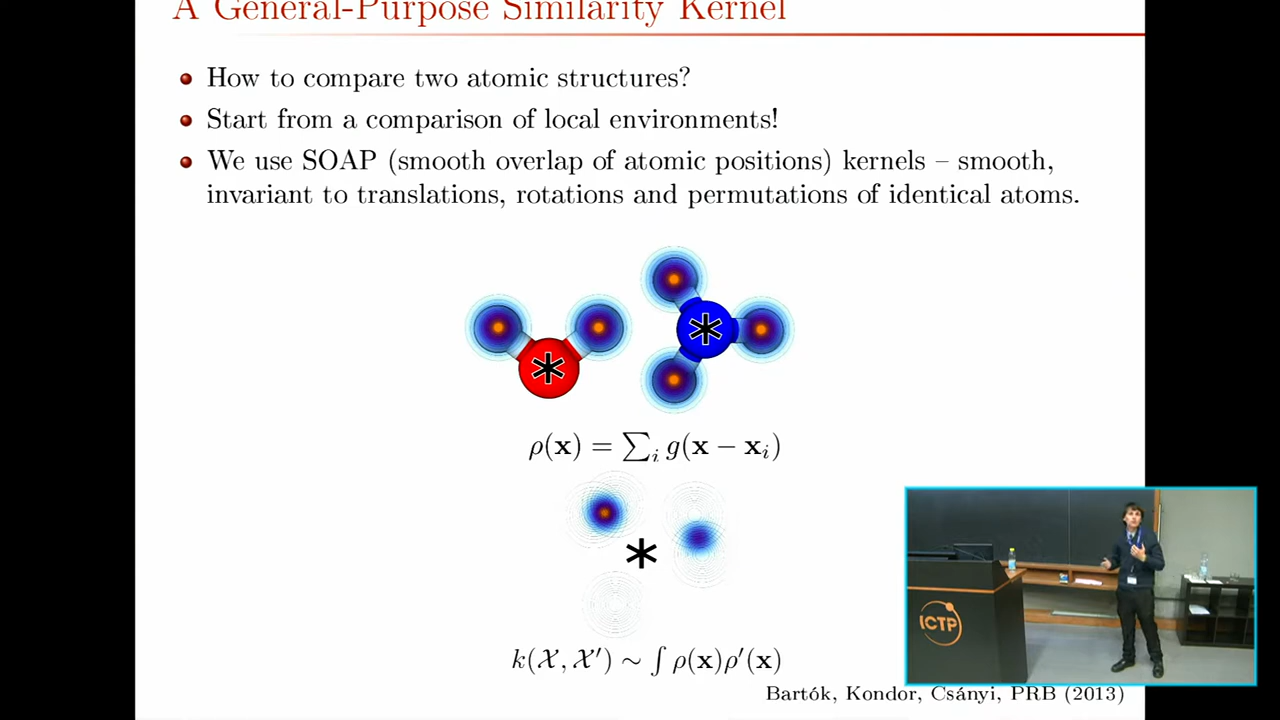 A General-Purpose Similarity Kernel
How to compare two atomic structures?
Start from a comparison of local environments!
We use SOAP (smooth overlap of atomic positions) kernels – smooth,
invariant to translations, rotations and permutations of identical atoms.
* *
ρ(x) = ∑ᵢ g(x − xᵢ)
*
k(𝒳, 𝒳′) ∼ ∫ ρ(x)ρ′(x)
ICTP
Bartók, Kondor, Csányi, PRB (2013)